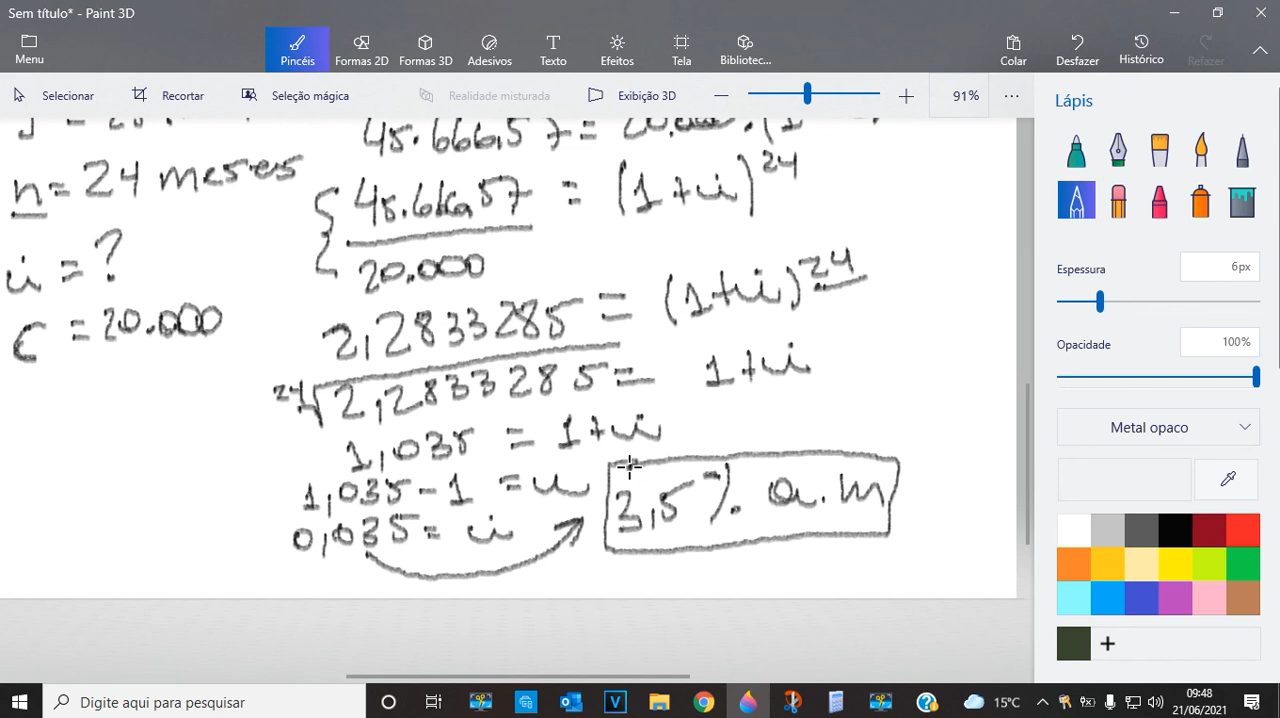 Sem título* - Paint 3D
Menu
Pincéis
Formas 2D
Formas 3D
Adesivos
Texto
Efeitos
Tela
Bibliotec...
Colar
Desfazer
Histórico
Refazer
Selecionar
Recortar
Seleção mágica
Realidade misturada
Exibição 3D
91%
Lápis
Espessura
6px
Opacidade
100%
Metal opaco
n = 24 meses
i = ?
C = 20.000
45.666,57 = 20.000.(1
45.666,57 = (1+i)^24
20.000
2,2833285 = (1+i)^24
24√2,2833285 = 1+i
1,035 = 1+i
1,035 - 1 = i
0,035 = i
3,5% a.m
Digite aqui para pesquisar
15°C
09:48
21/06/2021